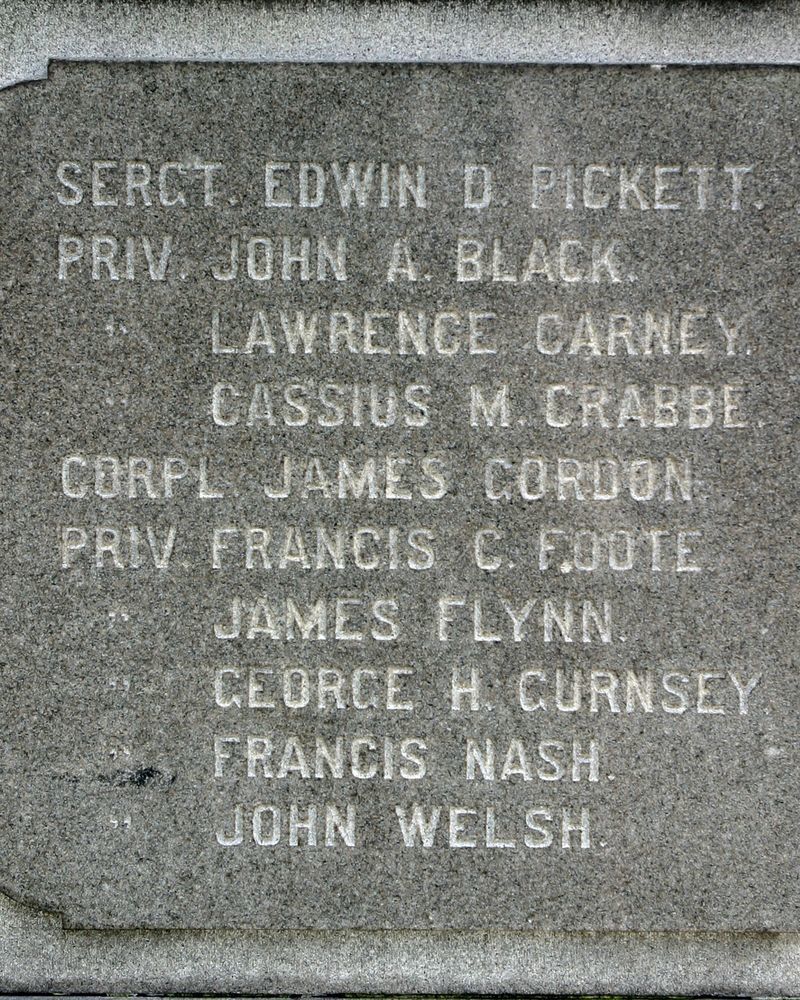 SERGT. EDWIN D. PICKETT.
PRIV. JOHN A. BLACK.
" LAWRENCE CARNEY.
" CASSIUS M. CRABBE.
CORPL. JAMES GORDON.
PRIV. FRANCIS C. FOOTE
" JAMES FLYNN.
" GEORGE H. GURNSEY.
" FRANCIS NASH.
" JOHN WELSH.